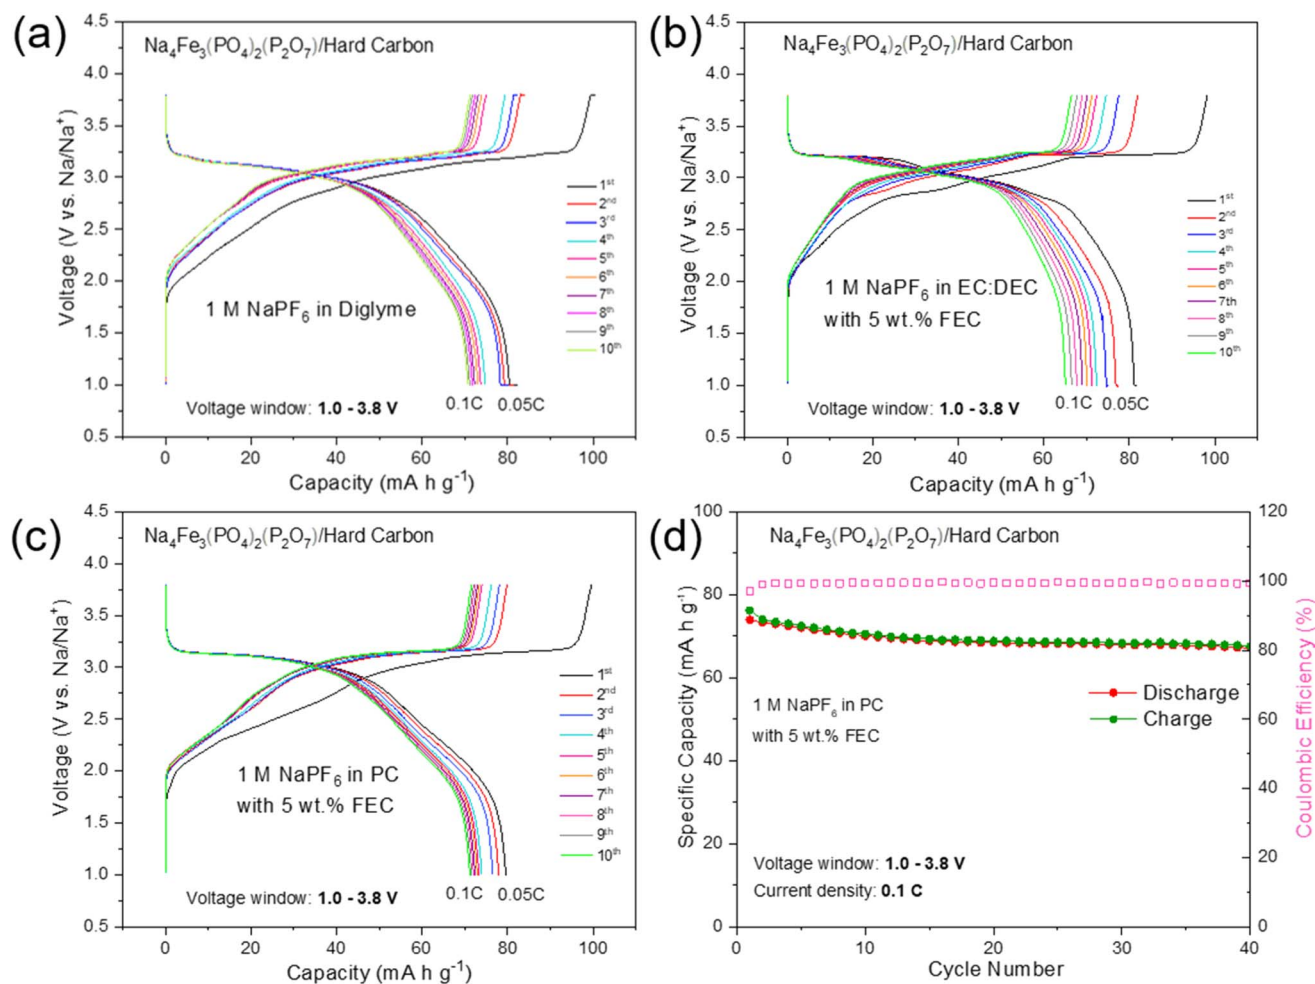 (a)
Na₄Fe₃(PO₄)₂(P₂O₇)/Hard Carbon
Voltage (V vs. Na/Na⁺)
4.5
4.0
3.5
3.0
2.5
2.0
1.5
1.0
0.5
1ˢᵗ
2ⁿᵈ
3ʳᵈ
4ᵗʰ
5ᵗʰ
6ᵗʰ
7ᵗʰ
8ᵗʰ
9ᵗʰ
10ᵗʰ
1 M NaPF₆ in Diglyme
0.1C 0.05C
Voltage window: 1.0 - 3.8 V
0 20 40 60 80 100
Capacity (mA h g⁻¹)
(b)
Na₄Fe₃(PO₄)₂(P₂O₇)/Hard Carbon
Voltage (V vs. Na/Na⁺)
4.5
4.0
3.5
3.0
2.5
2.0
1.5
1.0
0.5
1ˢᵗ
2ⁿᵈ
3ʳᵈ
4ᵗʰ
5ᵗʰ
6ᵗʰ
7th
8ᵗʰ
9ᵗʰ
10ᵗʰ
1 M NaPF₆ in EC:DEC
with 5 wt.% FEC
0.1C 0.05C
Voltage window: 1.0 - 3.8 V
0 20 40 60 80 100
Capacity (mA h g⁻¹)
(c)
Na₄Fe₃(PO₄)₂(P₂O₇)/Hard Carbon
Voltage (V vs. Na/Na⁺)
4.5
4.0
3.5
3.0
2.5
2.0
1.5
1.0
0.5
1ˢᵗ
2ⁿᵈ
3ʳᵈ
4ᵗʰ
5ᵗʰ
6ᵗʰ
7ᵗʰ
8ᵗʰ
9ᵗʰ
10ᵗʰ
1 M NaPF₆ in PC
with 5 wt.% FEC
0.1C 0.05C
Voltage window: 1.0 - 3.8 V
0 20 40 60 80 100
Capacity (mA h g⁻¹)
(d)
Na₄Fe₃(PO₄)₂(P₂O₇)/Hard Carbon
Specific Capacity (mA h g⁻¹)
100
80
60
40
20
0
Discharge
Charge
1 M NaPF₆ in PC
with 5 wt.% FEC
Voltage window: 1.0 - 3.8 V
Current density: 0.1 C
120
100
80
60
40
20
0
Coulombic Efficiency (%)
0 10 20 30 40
Cycle Number